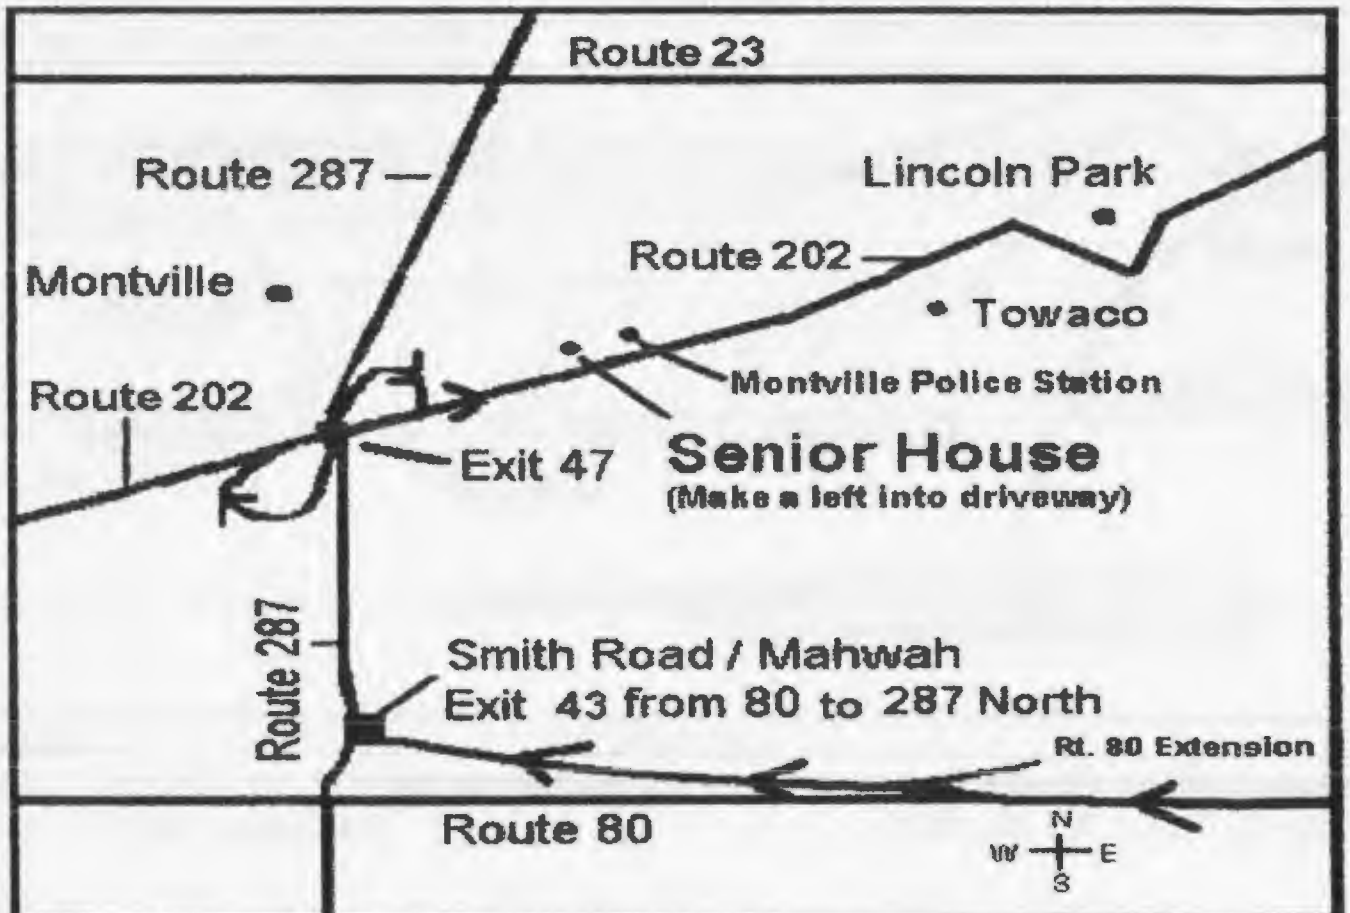 Route 23
Route 287
Lincoln Park
Route 202
Montville
Towaco
Montville Police Station
Route 202
Exit 47
Senior House
(Make a left into driveway)
Route 287
Smith Road / Mahwah
Exit 43 from 80 to 287 North
Rt. 80 Extension
Route 80
N
W E
S